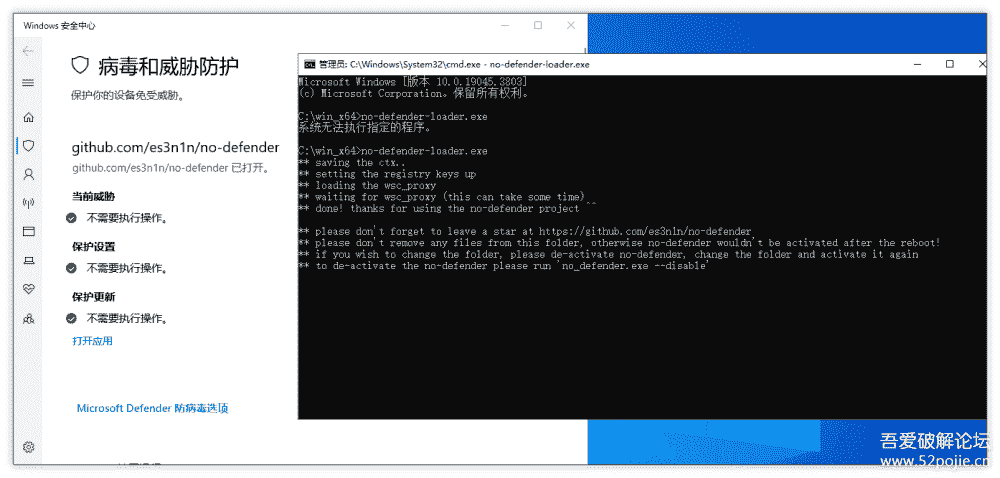 Windows 安全中心
病毒和威胁防护
保护你的设备免受威胁。
github.com/es3n1n/no-defender
github.com/es3n1n/no-defender 已打开。
当前威胁
不需要执行操作。
保护设置
不需要执行操作。
保护更新
不需要执行操作。
打开应用
Microsoft Defender 防病毒选项
管理员: C:\Windows\System32\cmd.exe - no-defender-loader.exe
Microsoft Windows [版本 10.0.19045.3803]
(c) Microsoft Corporation。保留所有权利。
C:\win_x64>no-defender-loader.exe
系统无法执行指定的程序。
C:\win_x64>no-defender-loader.exe
** saving the ctx..
** setting the registry keys up
** loading the wsc_proxy
** waiting for wsc_proxy (this can take some time)
** done! thanks for using the no-defender project ^^
** please don't forget to leave a star at https://github.com/es3n1n/no-defender
** please don't remove any files from this folder, otherwise no-defender wouldn't be activated after the reboot!
** if you wish to change the folder, please de-activate no-defender, change the folder and activate it again
** to de-activate the no-defender please run 'no_defender.exe --disable'
吾爱破解论坛
www.52pojie.cn